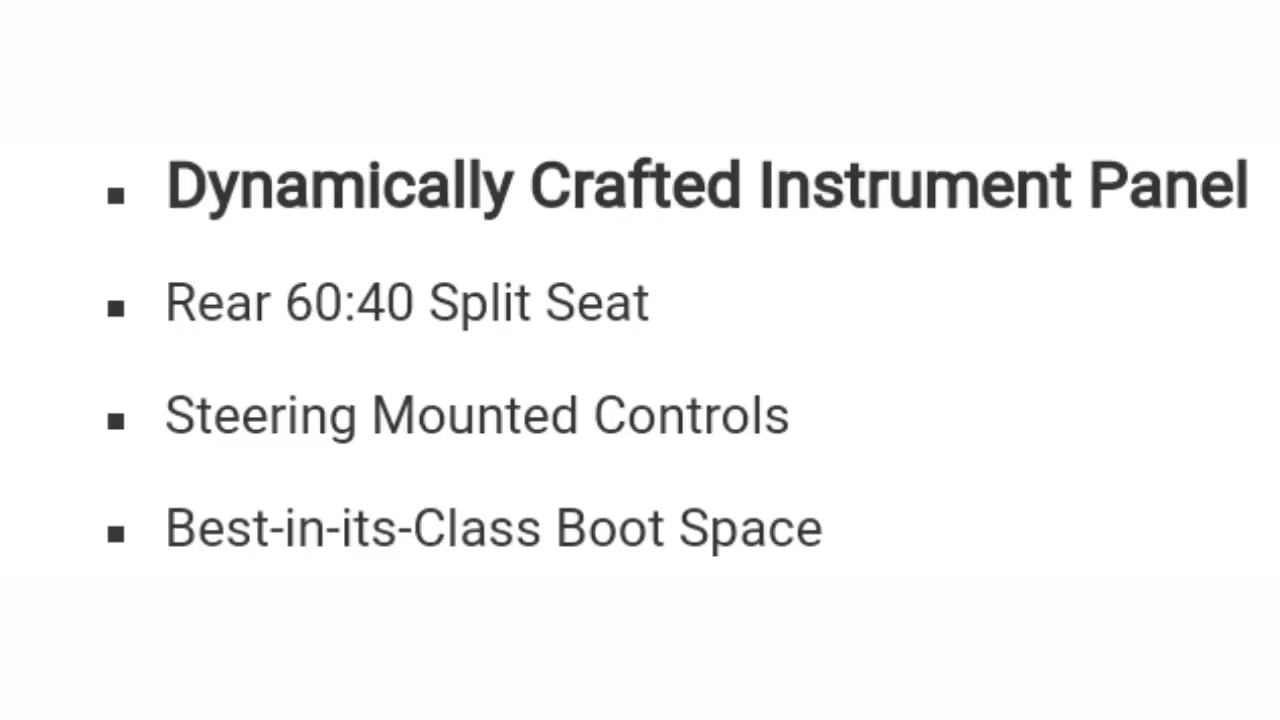 ▪ Dynamically Crafted Instrument Panel
▪ Rear 60:40 Split Seat
▪ Steering Mounted Controls
▪ Best-in-its-Class Boot Space